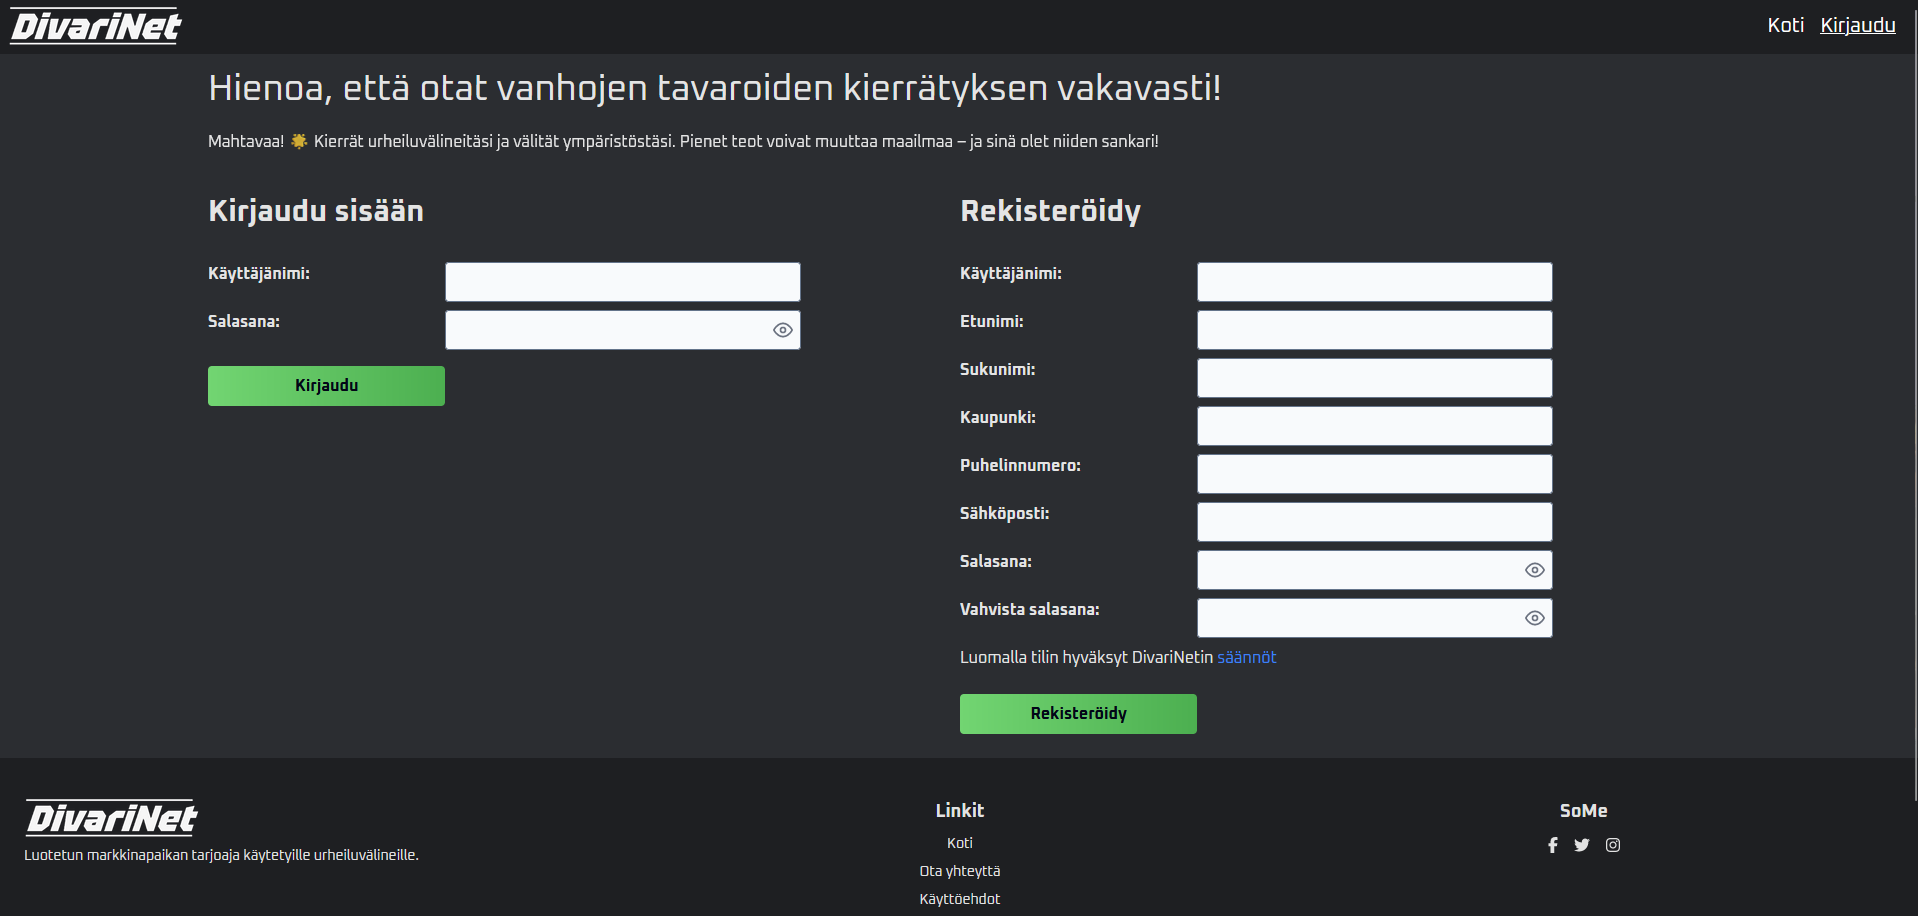 DivariNet
Koti Kirjaudu
Hienoa, että otat vanhojen tavaroiden kierrätyksen vakavasti!
Mahtavaa! 🌟 Kierrät urheiluvälineitäsi ja välität ympäristöstäsi. Pienet teot voivat muuttaa maailmaa – ja sinä olet niiden sankari!
Kirjaudu sisään
Käyttäjänimi:
Salasana:
Kirjaudu
Rekisteröidy
Käyttäjänimi:
Etunimi:
Sukunimi:
Kaupunki:
Puhelinnumero:
Sähköposti:
Salasana:
Vahvista salasana:
Luomalla tilin hyväksyt DivariNetin säännöt
Rekisteröidy
DivariNet
Luotetun markkinapaikan tarjoaja käytetyille urheiluvälineille.
Linkit
Koti
Ota yhteyttä
Käyttöehdot
SoMe